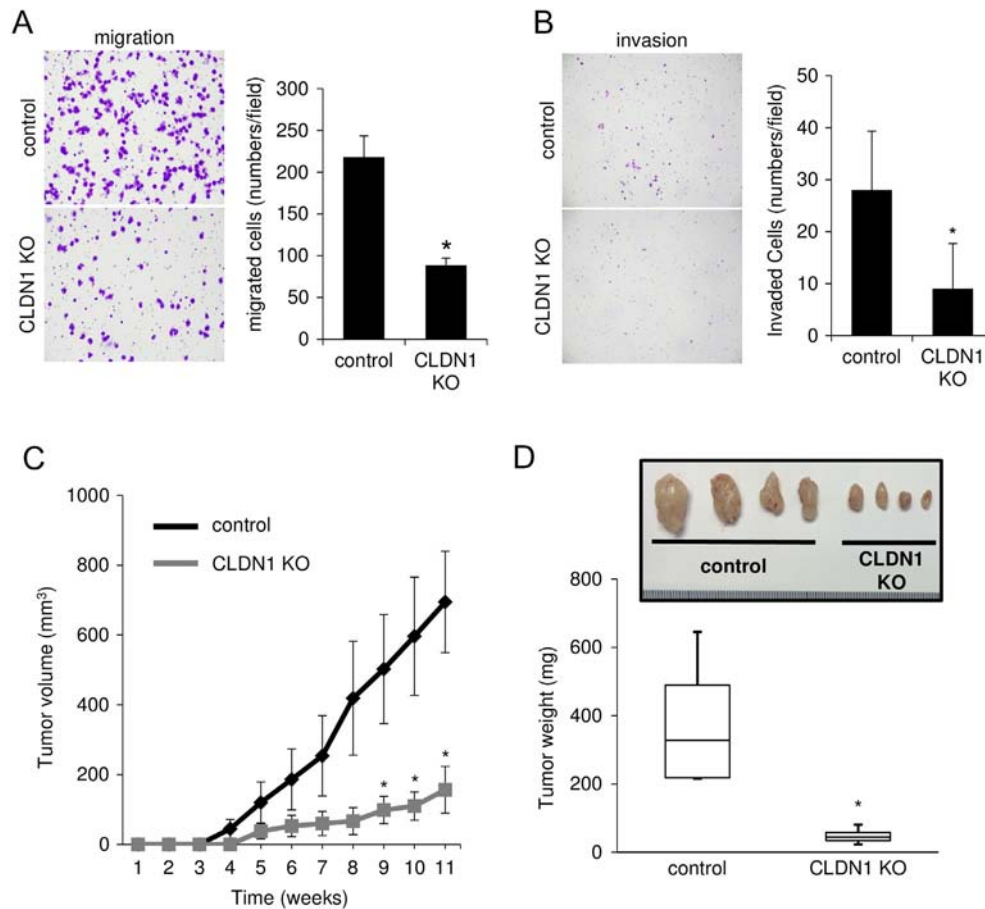 A
migration
control
CLDN1 KO
migrated cells (numbers/field)
300
250
200
150
100
50
0
*
control
CLDN1
KO
B
invasion
control
CLDN1 KO
Invaded Cells (numbers/field)
50
40
30
20
10
0
*
control
CLDN1
KO
C
Tumor volume (mm³)
1000
800
600
400
200
0
control
CLDN1 KO
* * *
1 2 3 4 5 6 7 8 9 10 11
Time (weeks)
D
control
CLDN1
KO
Tumor weight (mg)
800
600
400
200
0
*
control
CLDN1 KO